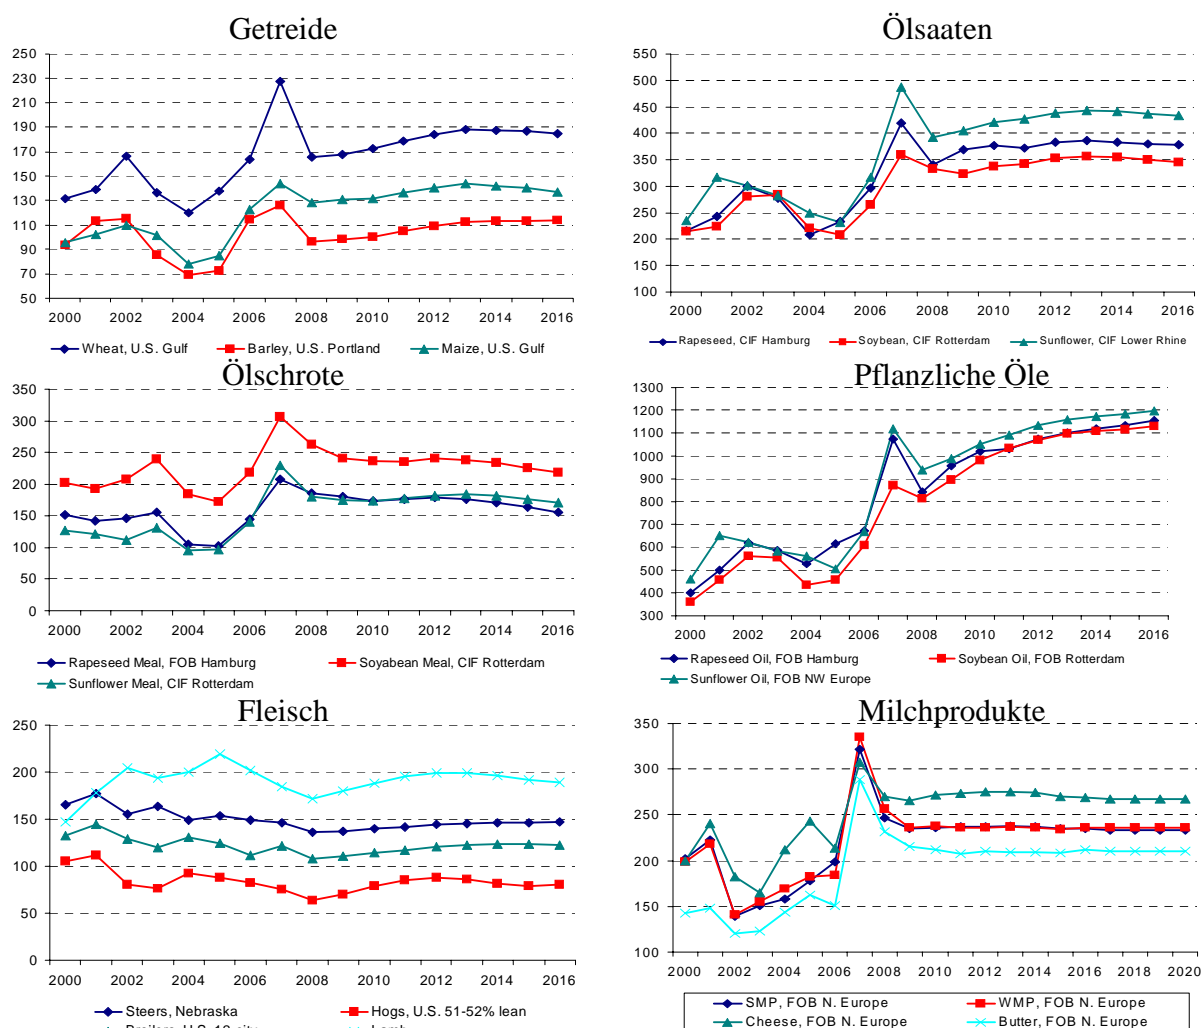 Getreide
250
230
210
190
170
150
130
110
90
70
50
2000 2002 2004 2006 2008 2010 2012 2014 2016
Wheat, U.S. Gulf Barley, U.S. Portland Maize, U.S. Gulf
Ölsaaten
550
500
450
400
350
300
250
200
150
100
2000 2002 2004 2006 2008 2010 2012 2014 2016
Rapeseed, CIF Hamburg Soybean, CIF Rotterdam Sunflower, CIF Lower Rhine
Ölschrote
350
300
250
200
150
100
50
0
2000 2002 2004 2006 2008 2010 2012 2014 2016
Rapeseed Meal, FOB Hamburg Soyabean Meal, CIF Rotterdam
Sunflower Meal, CIF Rotterdam
Pflanzliche Öle
1300
1200
1100
1000
900
800
700
600
500
400
300
2000 2002 2004 2006 2008 2010 2012 2014 2016
Rapeseed Oil, FOB Hamburg Soybean Oil, FOB Rotterdam
Sunflower Oil, FOB NW Europe
Fleisch
250
200
150
100
50
0
2000 2002 2004 2006 2008 2010 2012 2014 2016
Steers, Nebraska Hogs, U.S. 51-52% lean
Broilers, U.S. 12-city Lamb
Milchprodukte
350
300
250
200
150
100
2000 2002 2004 2006 2008 2010 2012 2014 2016 2018 2020
SMP, FOB N. Europe WMP, FOB N. Europe
Cheese, FOB N. Europe Butter, FOB N. Europe